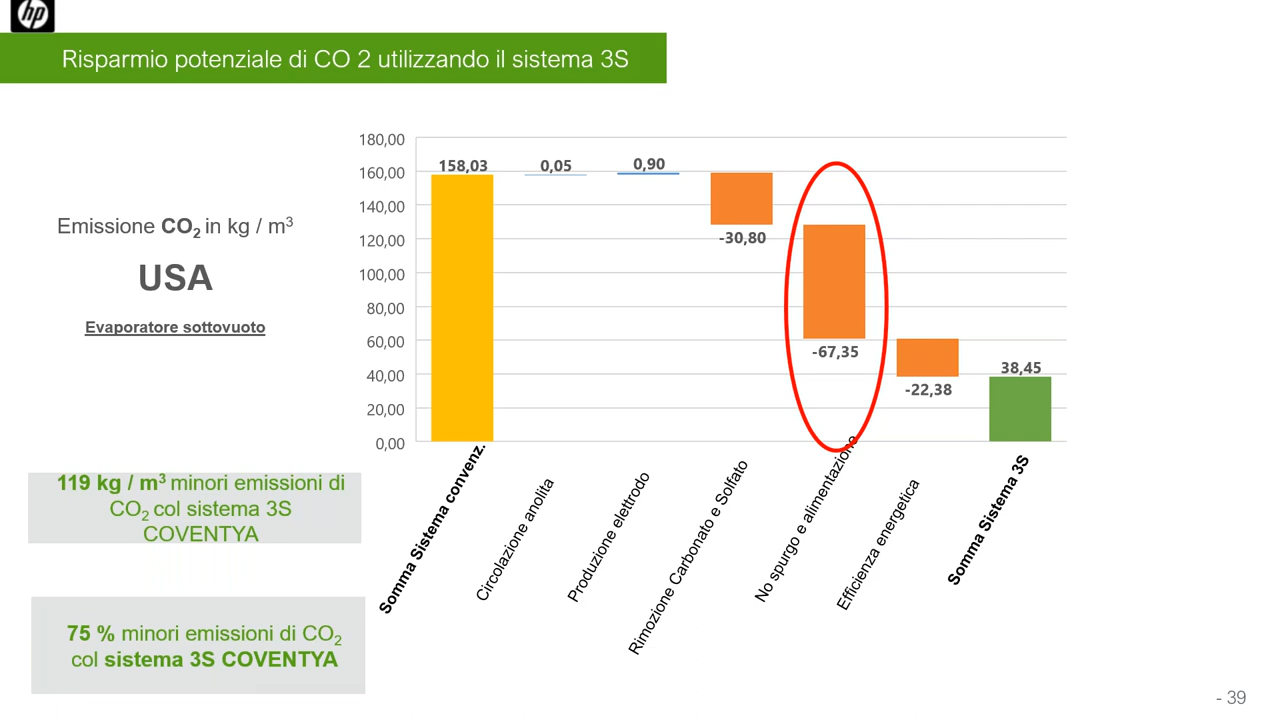 hp
Risparmio potenziale di CO 2 utilizzando il sistema 3S
Emissione CO2 in kg / m3
USA
Evaporatore sottovuoto
119 kg / m3 minori emissioni di
CO2 col sistema 3S
COVENTYA
75 % minori emissioni di CO2
col sistema 3S COVENTYA
180,00
160,00
140,00
120,00
100,00
80,00
60,00
40,00
20,00
0,00
158,03
0,05
0,90
-30,80
-67,35
-22,38
38,45
Somma Sistema convenz.
Circolazione anolita
Produzione elettrodo
Rimozione Carbonato e Solfato
No spurgo e alimentazione
Efficienza energetica
Somma Sistema 3S
- 39